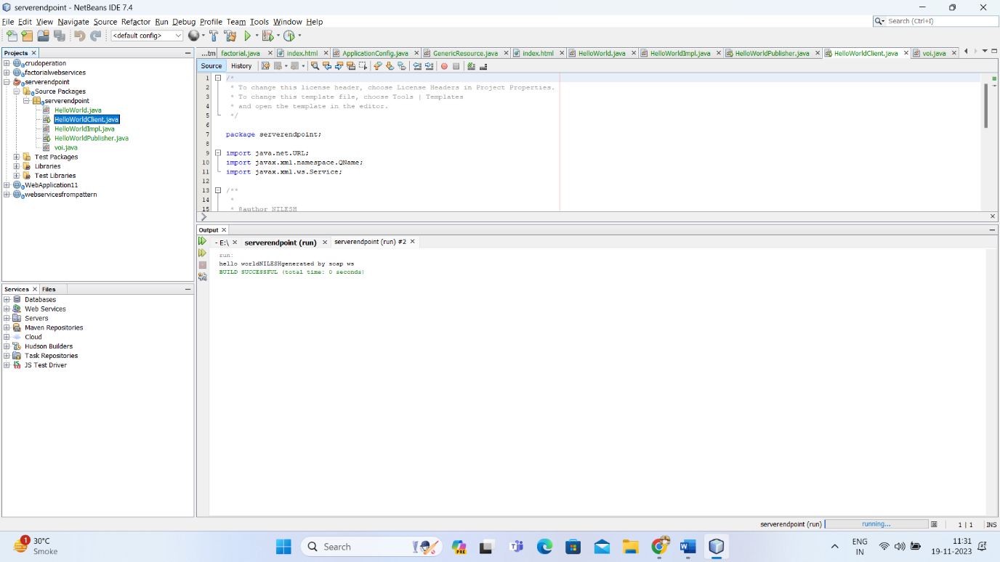 serverendpoint - NetBeans IDE 7.4
File Edit View Navigate Source Refactor Run Debug Profile Team Tools Window Help
Search (Ctrl+I)
<default config>
Projects
crudoperation
factorialwebservices
serverendpoint
Source Packages
serverendpoint
HelloWorld.java
HelloWorldClient.java
HelloWorldImpl.java
HelloWorldPublisher.java
voi.java
Test Packages
Libraries
Test Libraries
WebApplication11
webservicesfrompattern
Services Files
Databases
Web Services
Servers
Maven Repositories
Cloud
Hudson Builders
Task Repositories
JS Test Driver
...tm factorial.java index.html ApplicationConfig.java GenericResource.java index.html HelloWorld.java HelloWorldImpl.java HelloWorldPublisher.java HelloWorldClient.java voi.java
Source History
1 /*
2 * To change this license header, choose License Headers in Project Properties.
3 * To change this template file, choose Tools | Templates
4 * and open the template in the editor.
5 */
6
7 package serverendpoint;
8
9 import java.net.URL;
10 import javax.xml.namespace.QName;
11 import javax.xml.ws.Service;
12
13 /**
14 *
15 * @author NILESH
Output
- E:\ serverendpoint (run) serverendpoint (run) #2
run:
hello worldNILESHgenerated by soap ws
BUILD SUCCESSFUL (total time: 0 seconds)
serverendpoint (run) running... 1 | 1 INS
1
30°C
Smoke
Search
PRE
ENG
IN
11:31
19-11-2023